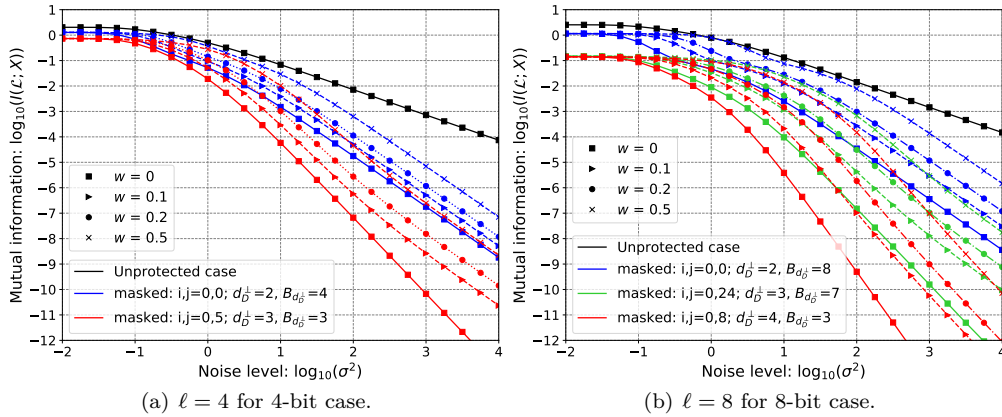 Mutual information: log₁₀(I(𝓛; X))
1
0
−1
−2
−3
−4
−5
−6
−7
−8
−9
−10
−11
−12
w = 0
w = 0.1
w = 0.2
w = 0.5
Unprotected case
masked: i,j=0,0; d_D^⊥=2, B_{d_D^⊥}=4
masked: i,j=0,5; d_D^⊥=3, B_{d_D^⊥}=3
−2 −1 0 1 2 3 4
Noise level: log₁₀(σ²)
(a) ℓ = 4 for 4-bit case.
Mutual information: log₁₀(I(𝓛; X))
1
0
−1
−2
−3
−4
−5
−6
−7
−8
−9
−10
−11
−12
w = 0
w = 0.1
w = 0.2
w = 0.5
Unprotected case
masked: i,j=0,0; d_D^⊥=2, B_{d_D^⊥}=8
masked: i,j=0,24; d_D^⊥=3, B_{d_D^⊥}=7
masked: i,j=0,8; d_D^⊥=4, B_{d_D^⊥}=3
−2 −1 0 1 2 3 4
Noise level: log₁₀(σ²)
(b) ℓ = 8 for 8-bit case.